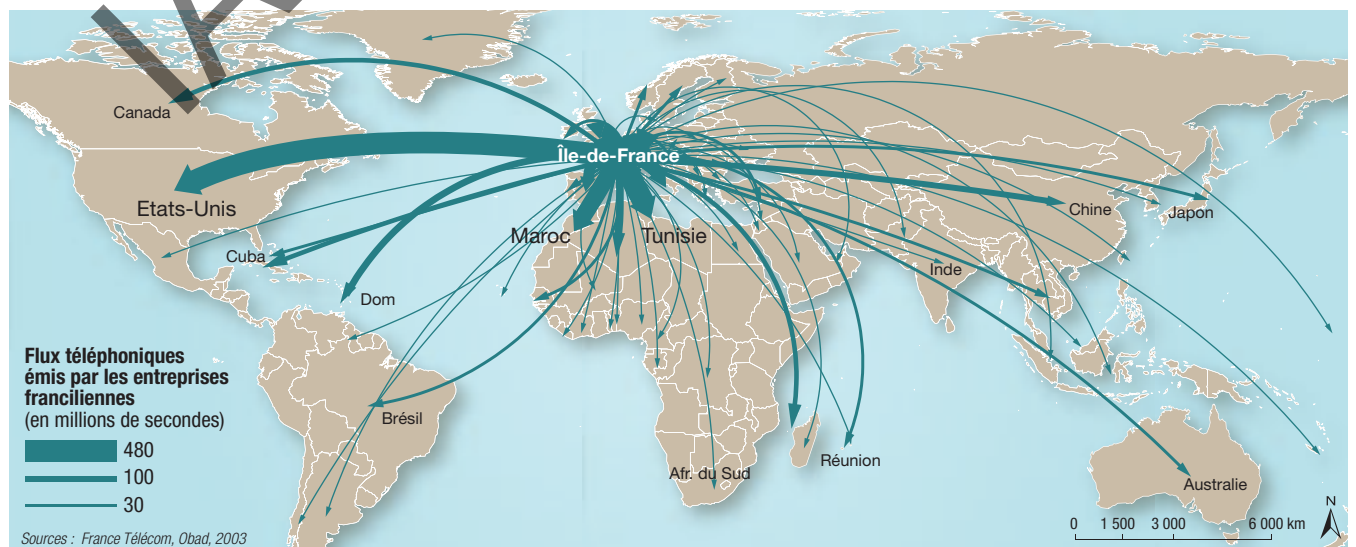 Canada
Île-de-France
Etats-Unis
Chine
Japon
Maroc
Tunisie
Cuba
Inde
Dom
Flux téléphoniques
émis par les entreprises
franciliennes
(en millions de secondes)
480
100
30
Brésil
Afr. du Sud
Réunion
Australie
N
0 1 500 3 000 6 000 km
Sources : France Télécom, Obad, 2003